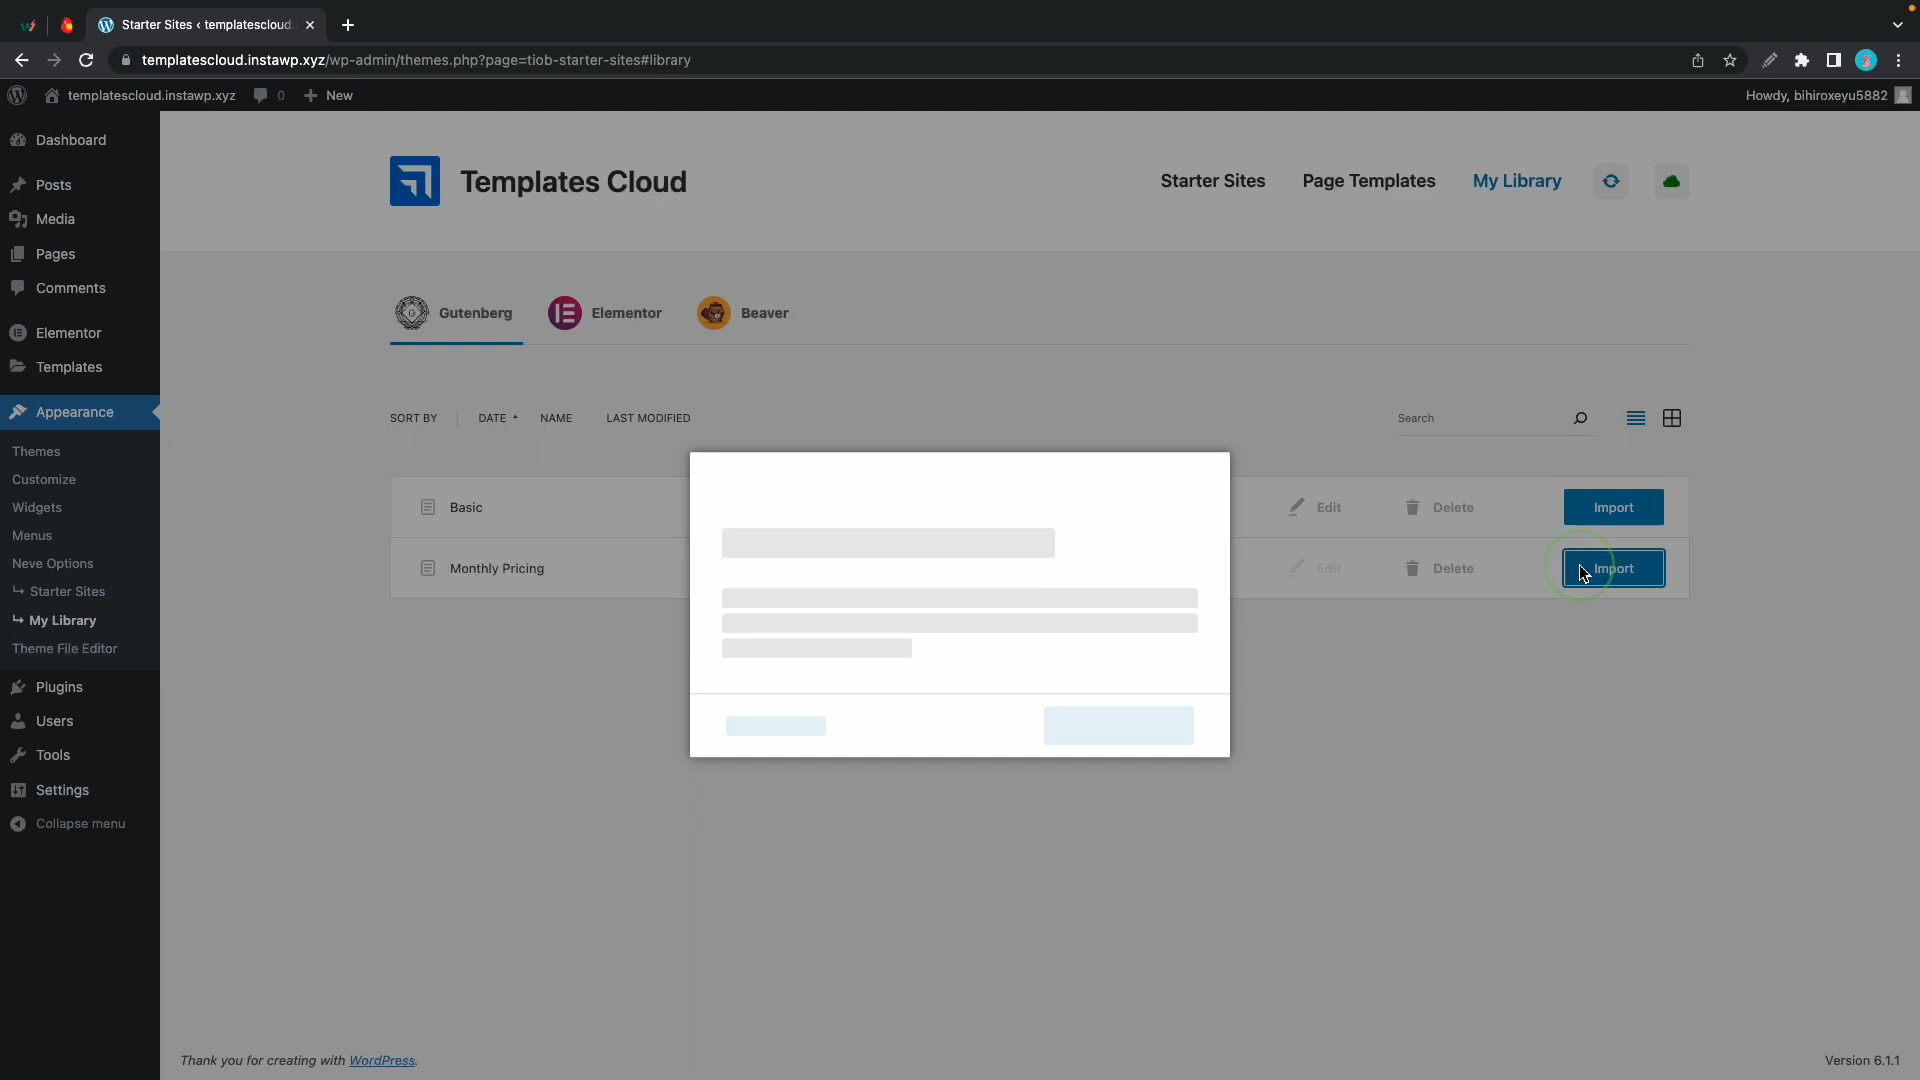 Starter Sites ‹ templatescloud.
templatescloud.instawp.xyz/wp-admin/themes.php?page=tiob-starter-sites#library
templatescloud.instawp.xyz 0 New Howdy, bihiroxeyu5882
Dashboard
Posts
Media
Pages
Comments
Elementor
Templates
Appearance
Themes
Customize
Widgets
Menus
Neve Options
↳ Starter Sites
↳ My Library
Theme File Editor
Plugins
Users
Tools
Settings
Collapse menu
Templates Cloud
Starter Sites Page Templates My Library
Gutenberg Elementor Beaver
SORT BY DATE NAME LAST MODIFIED Search
Basic Edit Delete Import
Monthly Pricing Edit Delete Import
Thank you for creating with WordPress. Version 6.1.1